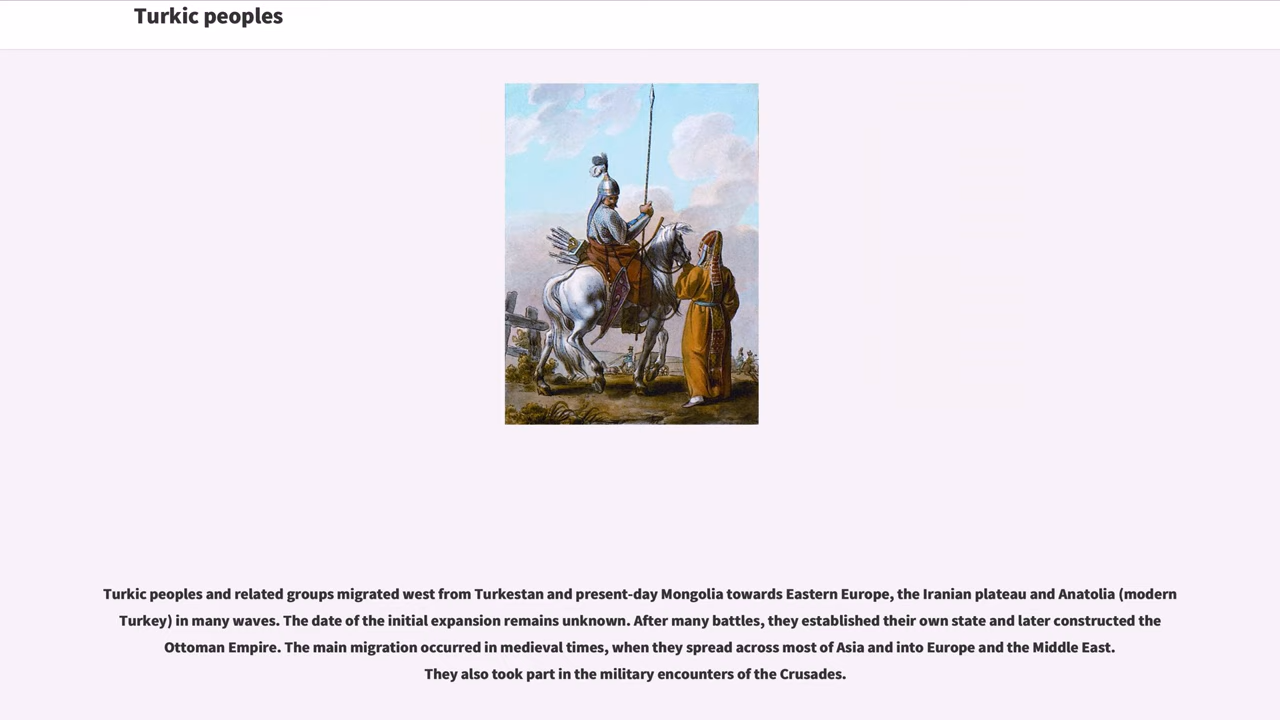 Turkic peoples
Turkic peoples and related groups migrated west from Turkestan and present-day Mongolia towards Eastern Europe, the Iranian plateau and Anatolia (modern
Turkey) in many waves. The date of the initial expansion remains unknown. After many battles, they established their own state and later constructed the
Ottoman Empire. The main migration occurred in medieval times, when they spread across most of Asia and into Europe and the Middle East.
They also took part in the military encounters of the Crusades.